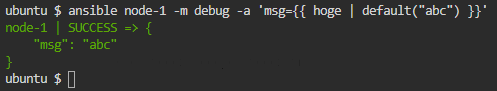 ubuntu $ ansible node-1 -m debug -a 'msg={{ hoge | default("abc") }}'
node-1 | SUCCESS => {
    "msg": "abc"
}
ubuntu $